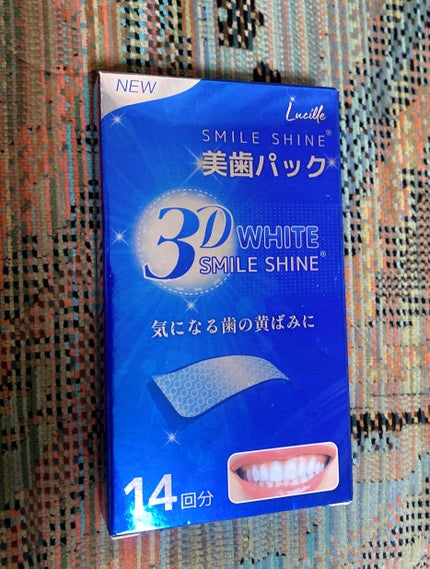 NEW
Lucille
SMILE SHINE®
美歯パック
3D WHITE
SMILE SHINE®
気になる歯の黄ばみに
14回分